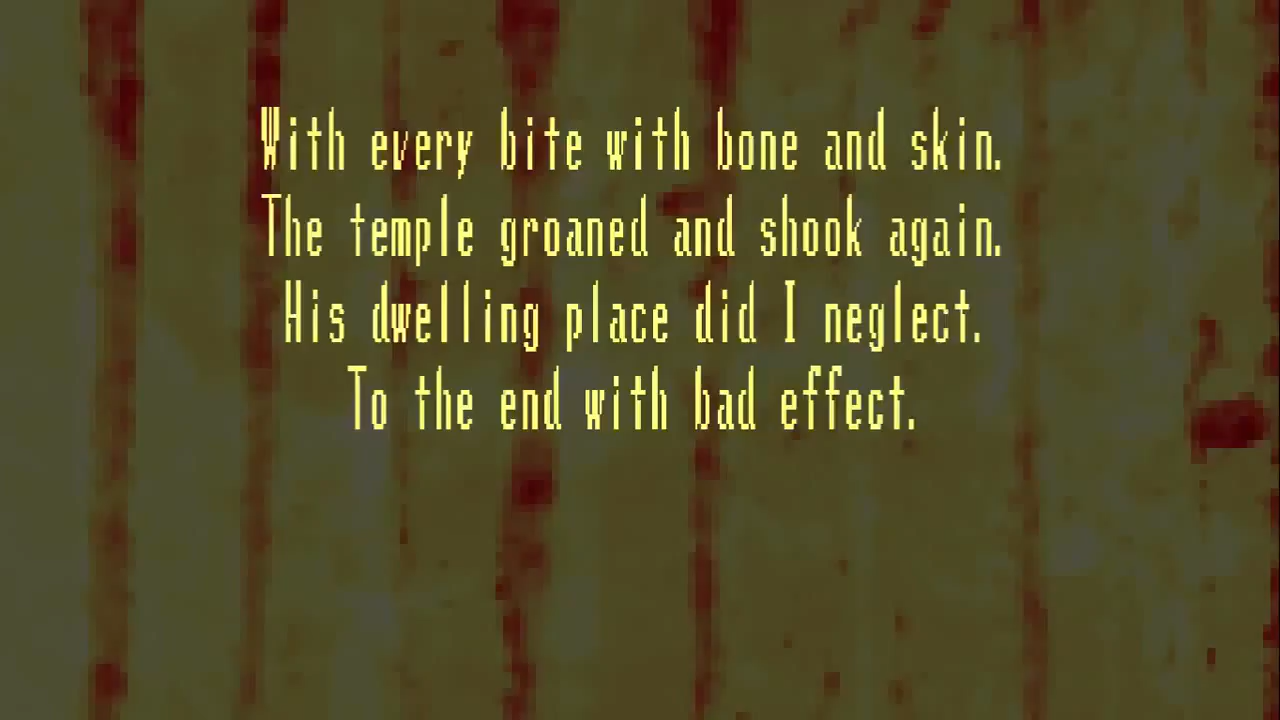 With every bite with bone and skin.
The temple groaned and shook again.
His dwelling place did I neglect.
To the end with bad effect.